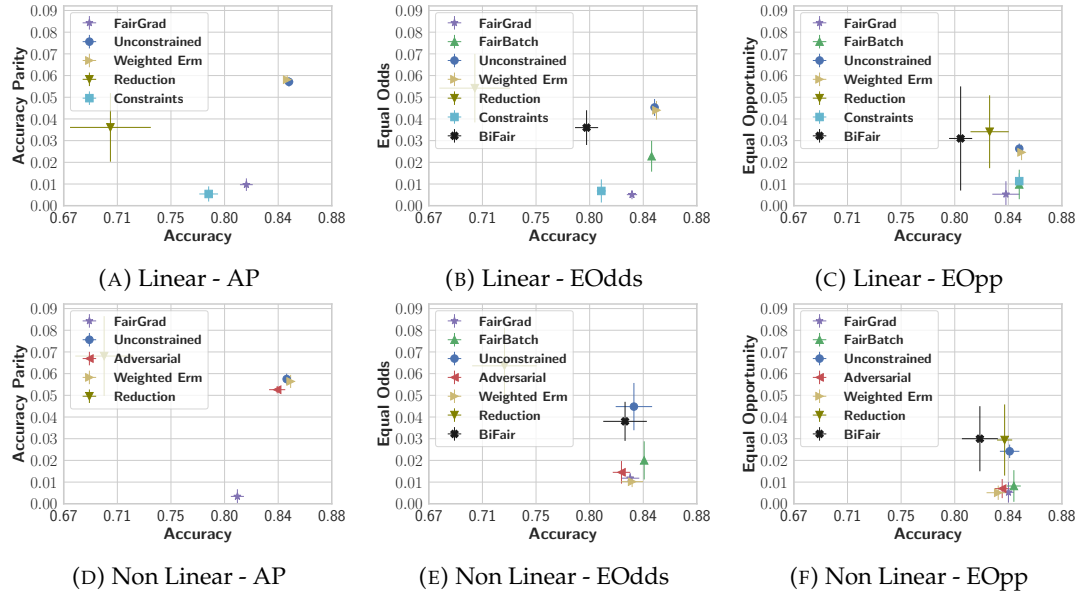 0.09
0.08
0.07
0.06
0.05
0.04
0.03
0.02
0.01
0.00
Accuracy Parity
FairGrad
Unconstrained
Weighted Erm
Reduction
Constraints
0.67 0.71 0.75 0.80 0.84 0.88
Accuracy
(A) Linear - AP
0.09
0.08
0.07
0.06
0.05
0.04
0.03
0.02
0.01
0.00
Equal Odds
FairGrad
FairBatch
Unconstrained
Weighted Erm
Reduction
Constraints
BiFair
0.67 0.71 0.75 0.80 0.84 0.88
Accuracy
(B) Linear - EOdds
0.09
0.08
0.07
0.06
0.05
0.04
0.03
0.02
0.01
0.00
Equal Opportunity
FairGrad
FairBatch
Unconstrained
Weighted Erm
Reduction
Constraints
BiFair
0.67 0.71 0.75 0.80 0.84 0.88
Accuracy
(C) Linear - EOpp
0.09
0.08
0.07
0.06
0.05
0.04
0.03
0.02
0.01
0.00
Accuracy Parity
FairGrad
Unconstrained
Adversarial
Weighted Erm
Reduction
0.67 0.71 0.75 0.80 0.84 0.88
Accuracy
(D) Non Linear - AP
0.09
0.08
0.07
0.06
0.05
0.04
0.03
0.02
0.01
0.00
Equal Odds
FairGrad
FairBatch
Unconstrained
Adversarial
Weighted Erm
Reduction
BiFair
0.67 0.71 0.75 0.80 0.84 0.88
Accuracy
(E) Non Linear - EOdds
0.09
0.08
0.07
0.06
0.05
0.04
0.03
0.02
0.01
0.00
Equal Opportunity
FairGrad
FairBatch
Unconstrained
Adversarial
Weighted Erm
Reduction
BiFair
0.67 0.71 0.75 0.80 0.84 0.88
Accuracy
(F) Non Linear - EOpp